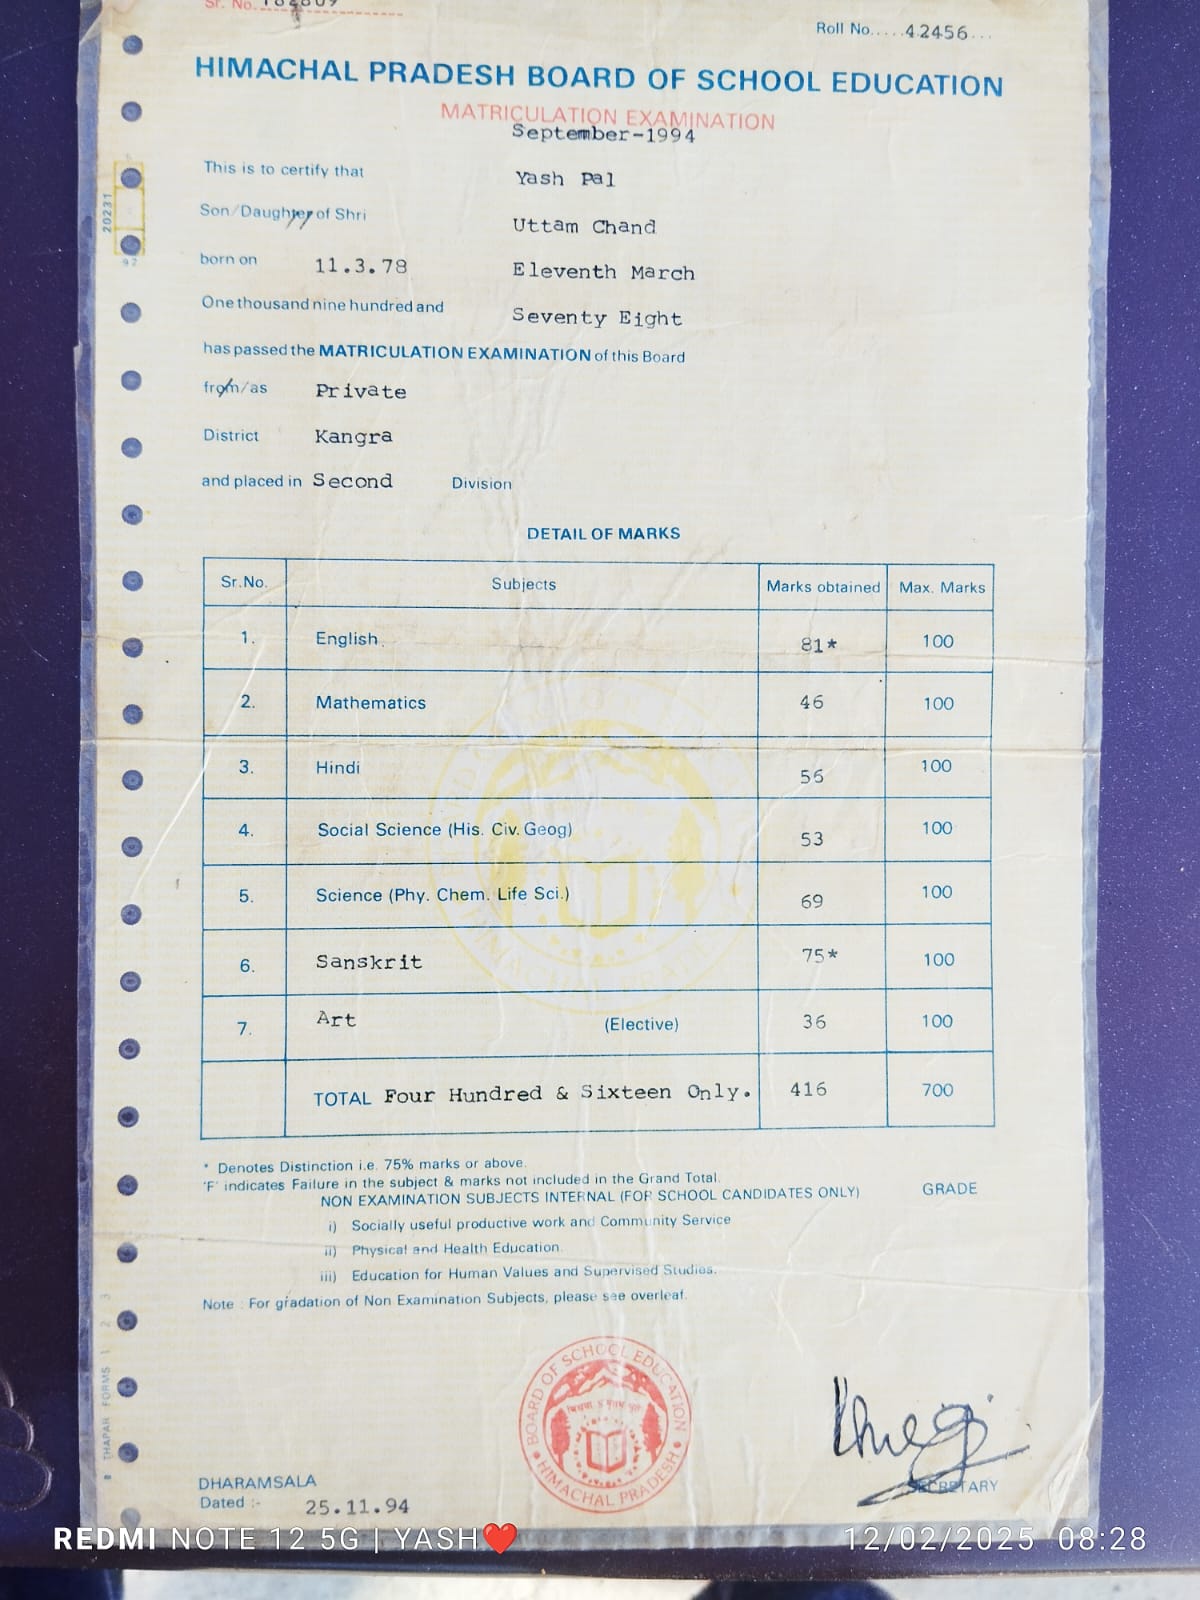 Sr. No.
Roll No.....42456...
HIMACHAL PRADESH BOARD OF SCHOOL EDUCATION
MATRICULATION EXAMINATION
September-1994
This is to certify that Yash Pal
Son/Daughter of Shri Uttam Chand
born on 11.3.78 Eleventh March
One thousand nine hundred and Seventy Eight
has passed the MATRICULATION EXAMINATION of this Board
from/as Private
District Kangra
and placed in Second Division
DETAIL OF MARKS
Sr.No. Subjects Marks obtained Max. Marks
1. English 81* 100
2. Mathematics 46 100
3. Hindi 56 100
4. Social Science (His. Civ. Geog) 53 100
5. Science (Phy. Chem. Life Sci.) 69 100
6. Sanskrit 75* 100
7. Art (Elective) 36 100
TOTAL Four Hundred & Sixteen Only. 416 700
* Denotes Distinction i.e. 75% marks or above.
'F' indicates Failure in the subject & marks not included in the Grand Total.
NON EXAMINATION SUBJECTS INTERNAL (FOR SCHOOL CANDIDATES ONLY) GRADE
i) Socially useful productive work and Community Service
ii) Physical and Health Education.
iii) Education for Human Values and Supervised Studies.
Note : For gradation of Non Examination Subjects, please see overleaf.
BOARD OF SCHOOL EDUCATION
HIMACHAL PRADESH
SECRETARY
DHARAMSALA
Dated :- 25.11.94
20231
92
THAPAR FORMS 1 2 3
REDMI NOTE 12 5G | YASH❤️
12/02/2025 08:28